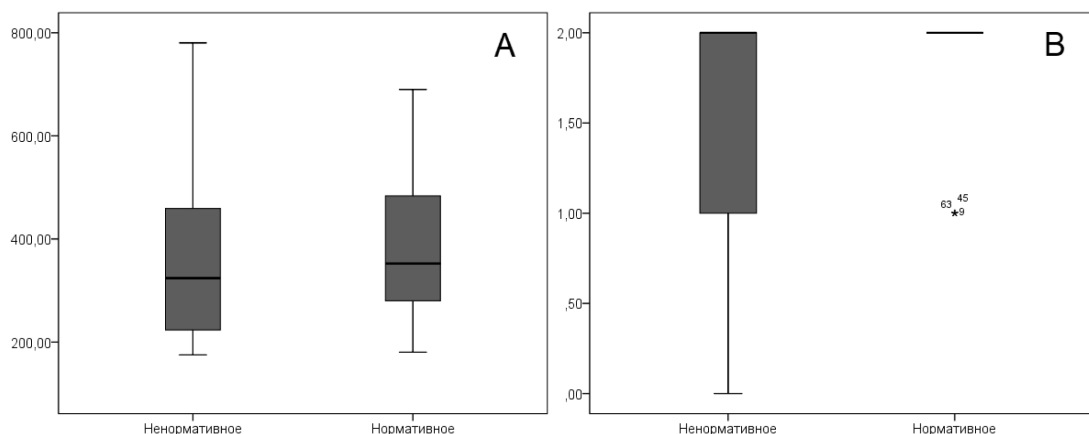 A
800,00
600,00
400,00
200,00
Ненормативное
Нормативное
B
2,00
1,50
1,00
,50
,00
63 45
*9
Ненормативное
Нормативное